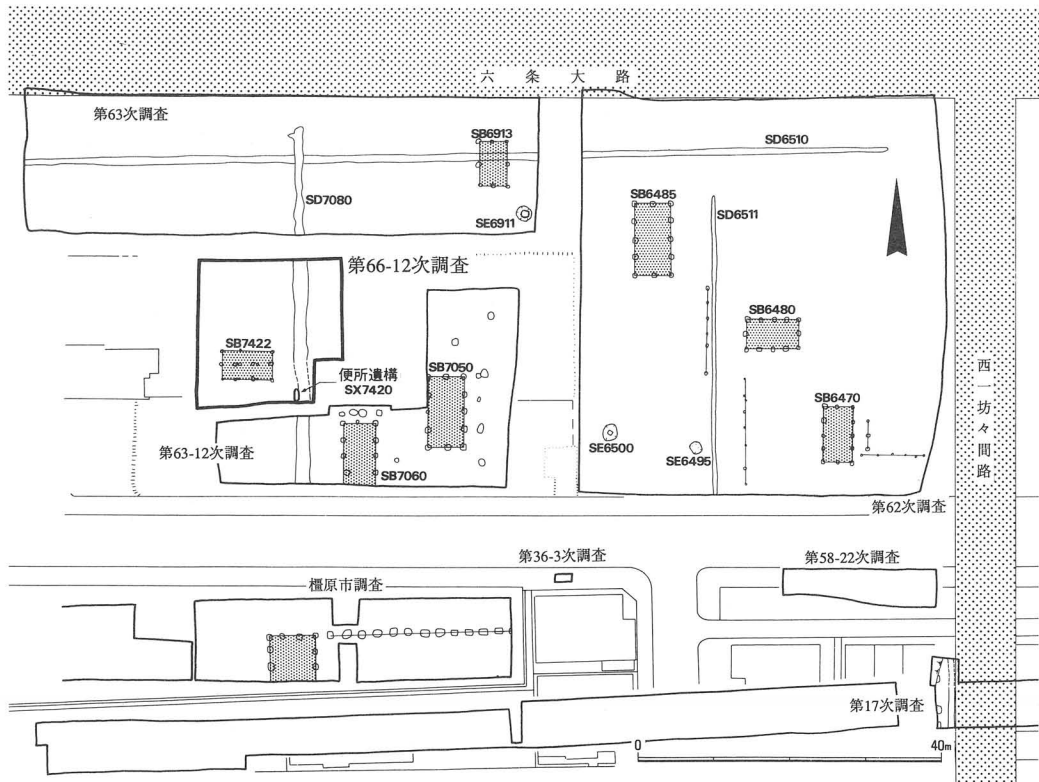 六条大路
第63次調査
SB6913
SD6510
SD7080
SE6911
SB6485
SD6511
第66-12次調査
SB6480
SB7422
便所遺構
SX7420
SB7050
SB6470
西一坊々間路
第63-12次調査
SB7060
SE6500
SE6495
第62次調査
第36-3次調査
第58-22次調査
橿原市調査
第17次調査
0 40m